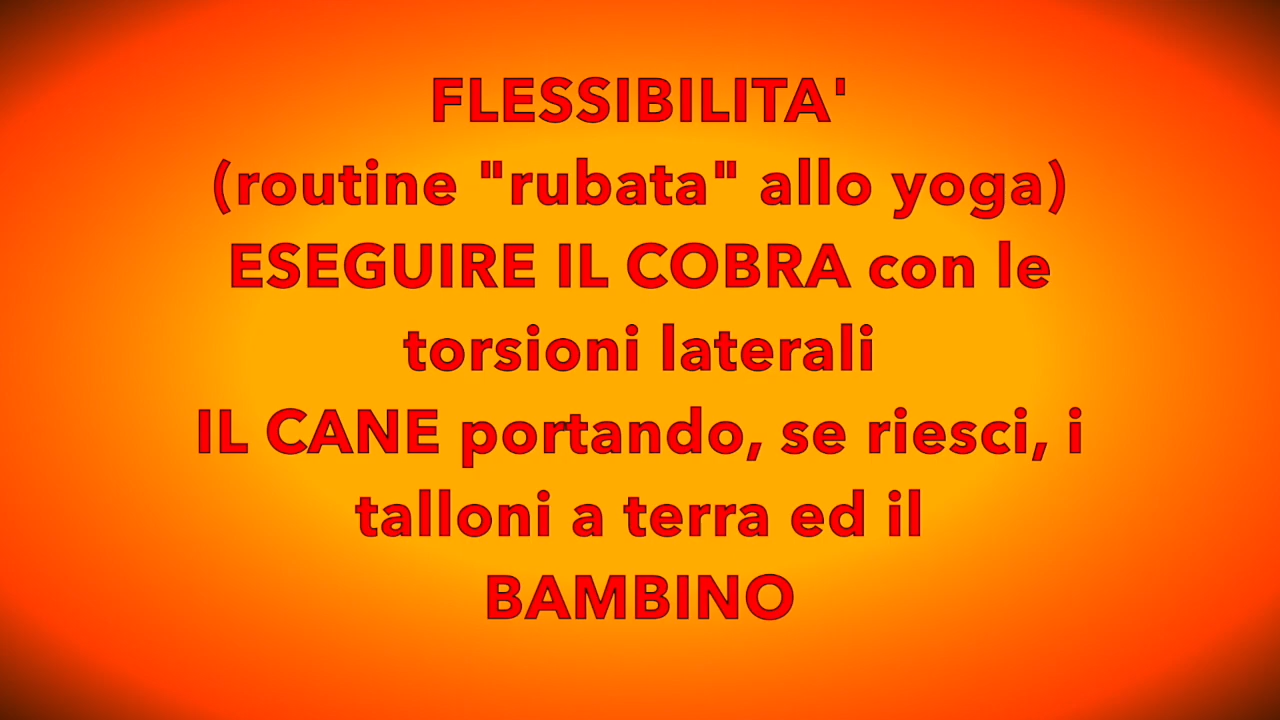 FLESSIBILITA'
(routine "rubata" allo yoga)
ESEGUIRE IL COBRA con le
torsioni laterali
IL CANE portando, se riesci, i
talloni a terra ed il
BAMBINO